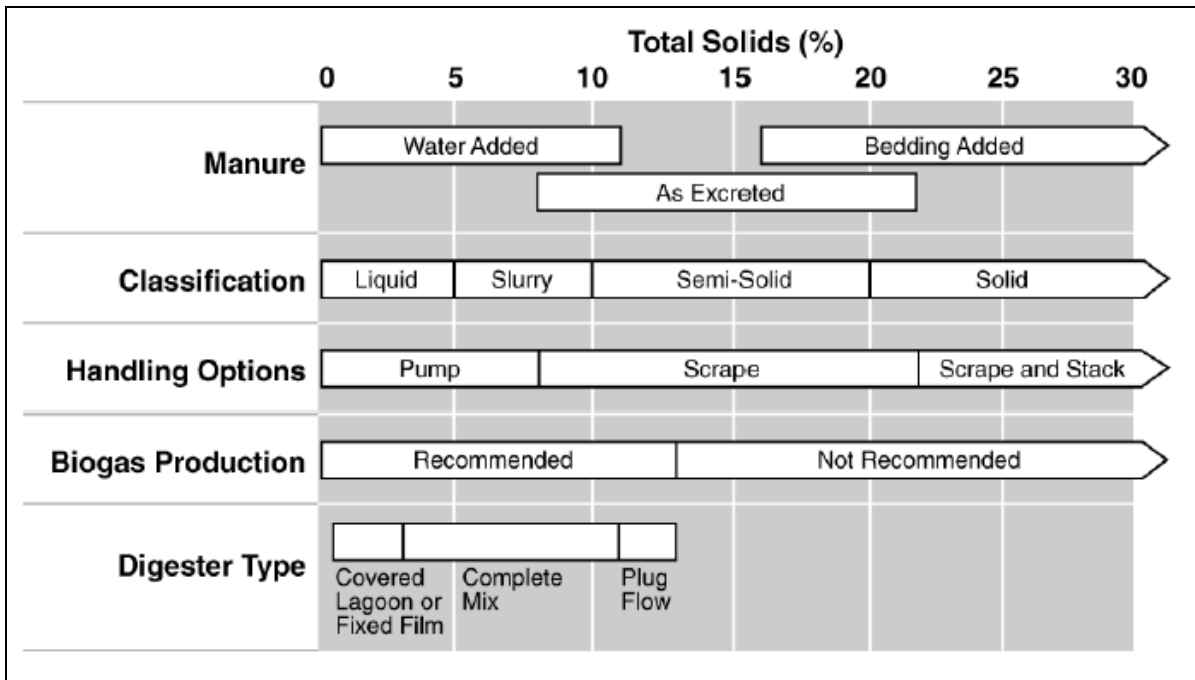 Total Solids (%)
0 5 10 15 20 25 30
Manure
Water Added
Bedding Added
As Excreted
Classification
Liquid
Slurry
Semi-Solid
Solid
Handling Options
Pump
Scrape
Scrape and Stack
Biogas Production
Recommended
Not Recommended
Digester Type
Covered
Lagoon or
Fixed Film
Complete
Mix
Plug
Flow